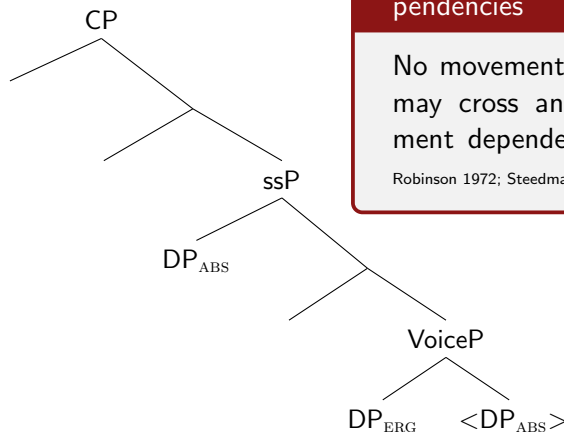 CP
ssP
DP_ABS
VoiceP
DP_ERG <DP_ABS>
pendencies
No movement
may cross an
ment depende
Robinson 1972; Steedma